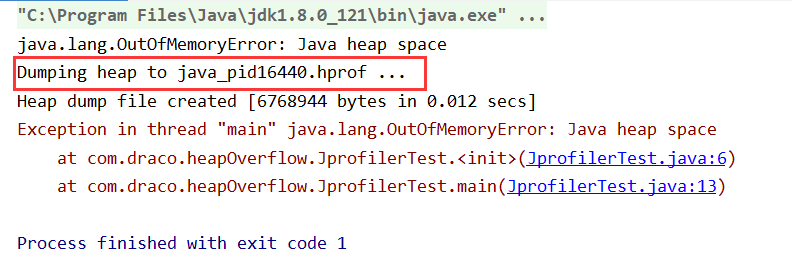 "C:\Program Files\Java\jdk1.8.0_121\bin\java.exe" ...
java.lang.OutOfMemoryError: Java heap space
Dumping heap to java_pid16440.hprof ...
Heap dump file created [6768944 bytes in 0.012 secs]
Exception in thread "main" java.lang.OutOfMemoryError: Java heap space
    at com.draco.heapOverflow.JprofilerTest.<init>(JprofilerTest.java:6)
    at com.draco.heapOverflow.JprofilerTest.main(JprofilerTest.java:13)
Process finished with exit code 1